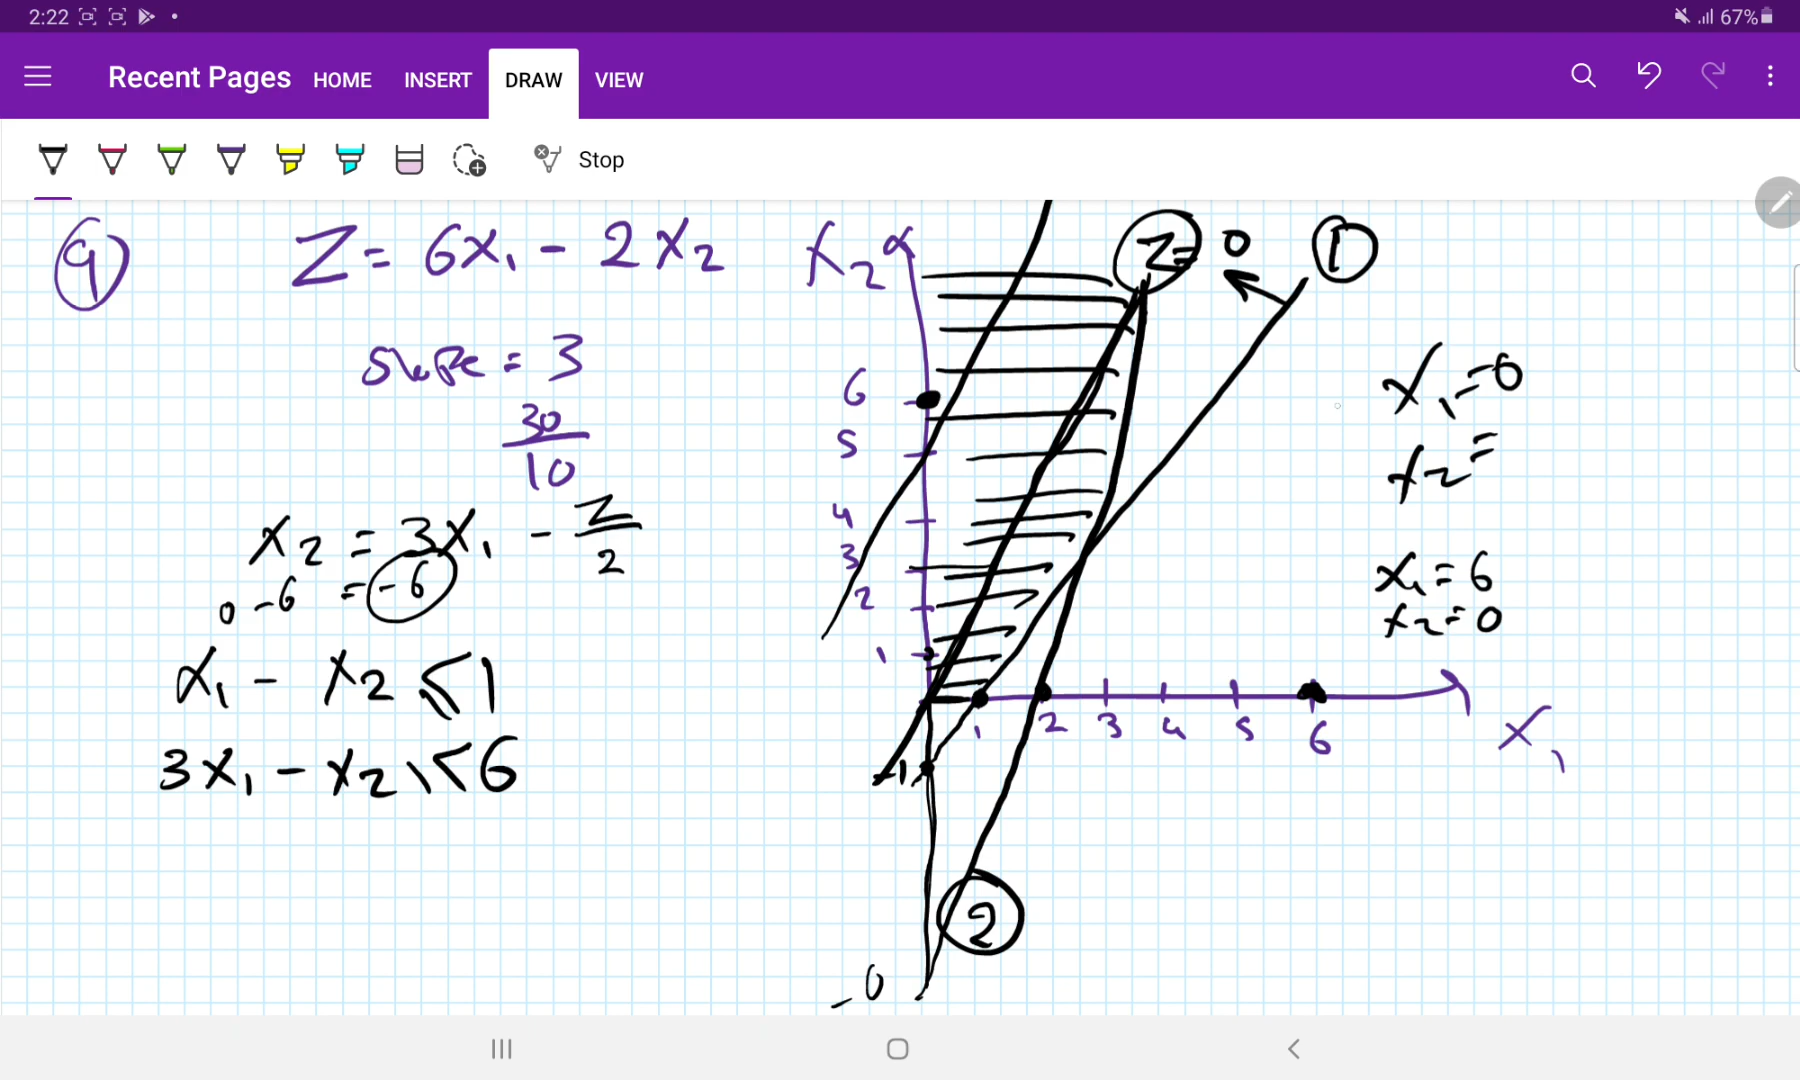 2:22 67%
Recent Pages HOME INSERT DRAW VIEW
Stop
9 Z = 6x₁ - 2x₂
slope = 3
30
10
x₂ = 3x₁ - Z/2
0 - 6 = -6
x₁ - x₂ ≤ 1
3x₁ - x₂ ≤ 6
x₂
Z = 0
1
6
5
4
3
2
1
-1
1 2 3 4 5 6
x₁
2
x₁ = 0
x₂ =
x₁ = 6
x₂ = 0